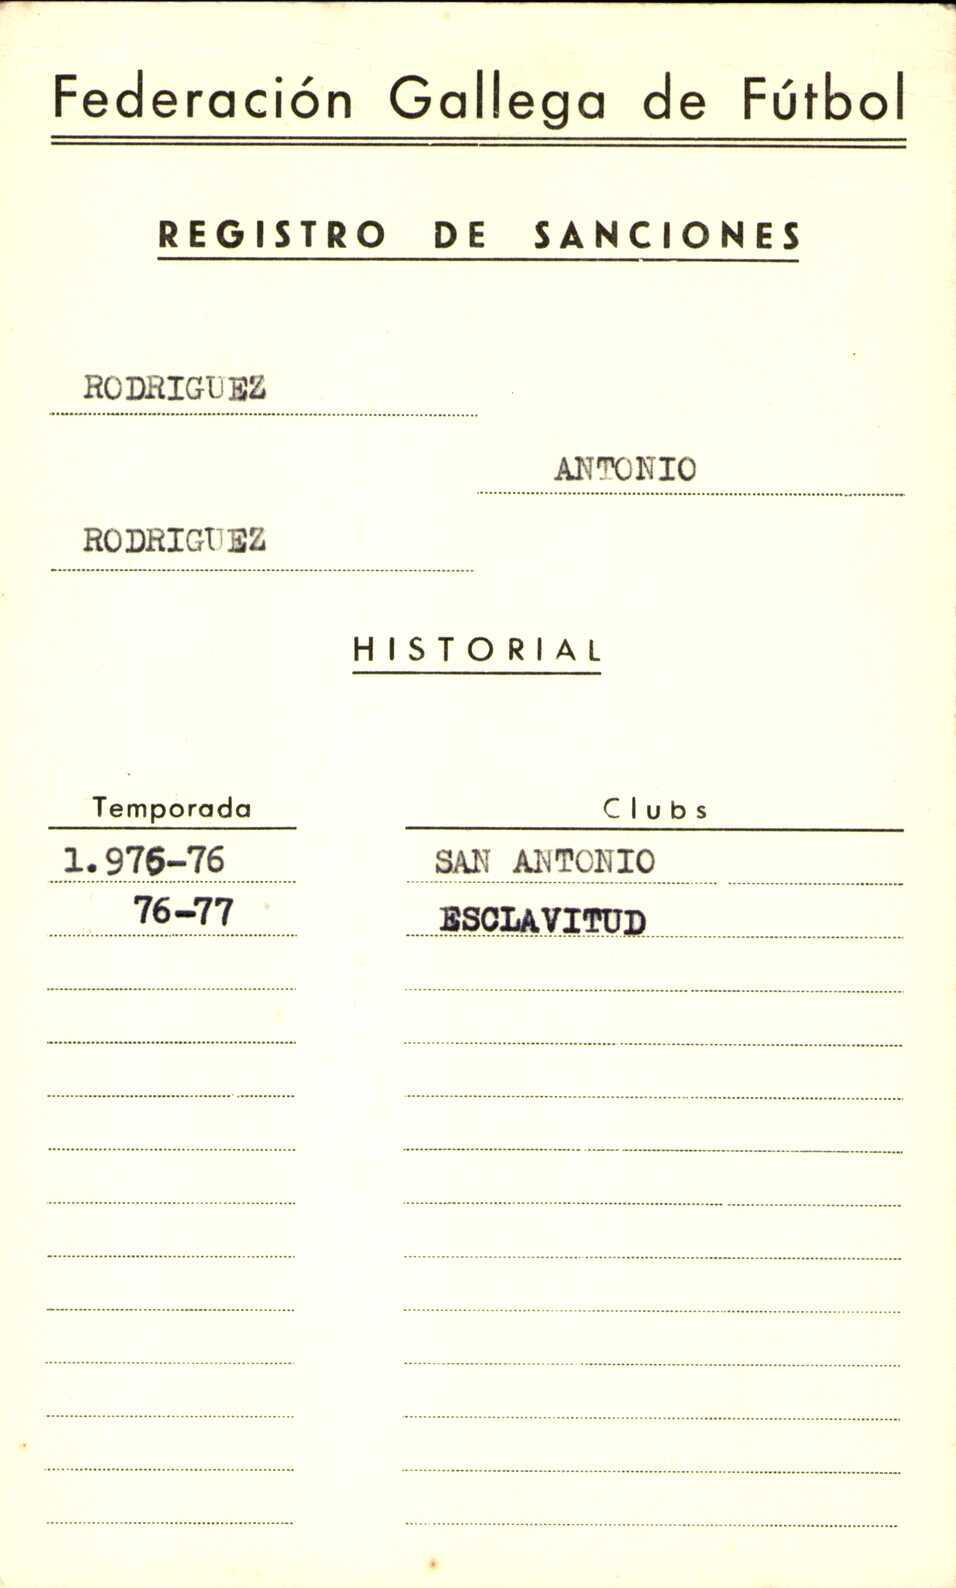 Federación Gallega de Fútbol
REGISTRO DE SANCIONES
RODRIGUEZ
ANTONIO
RODRIGUEZ
HISTORIAL
Temporada Clubs
1.975-76 SAN ANTONIO
76-77 ESCLAVITUD